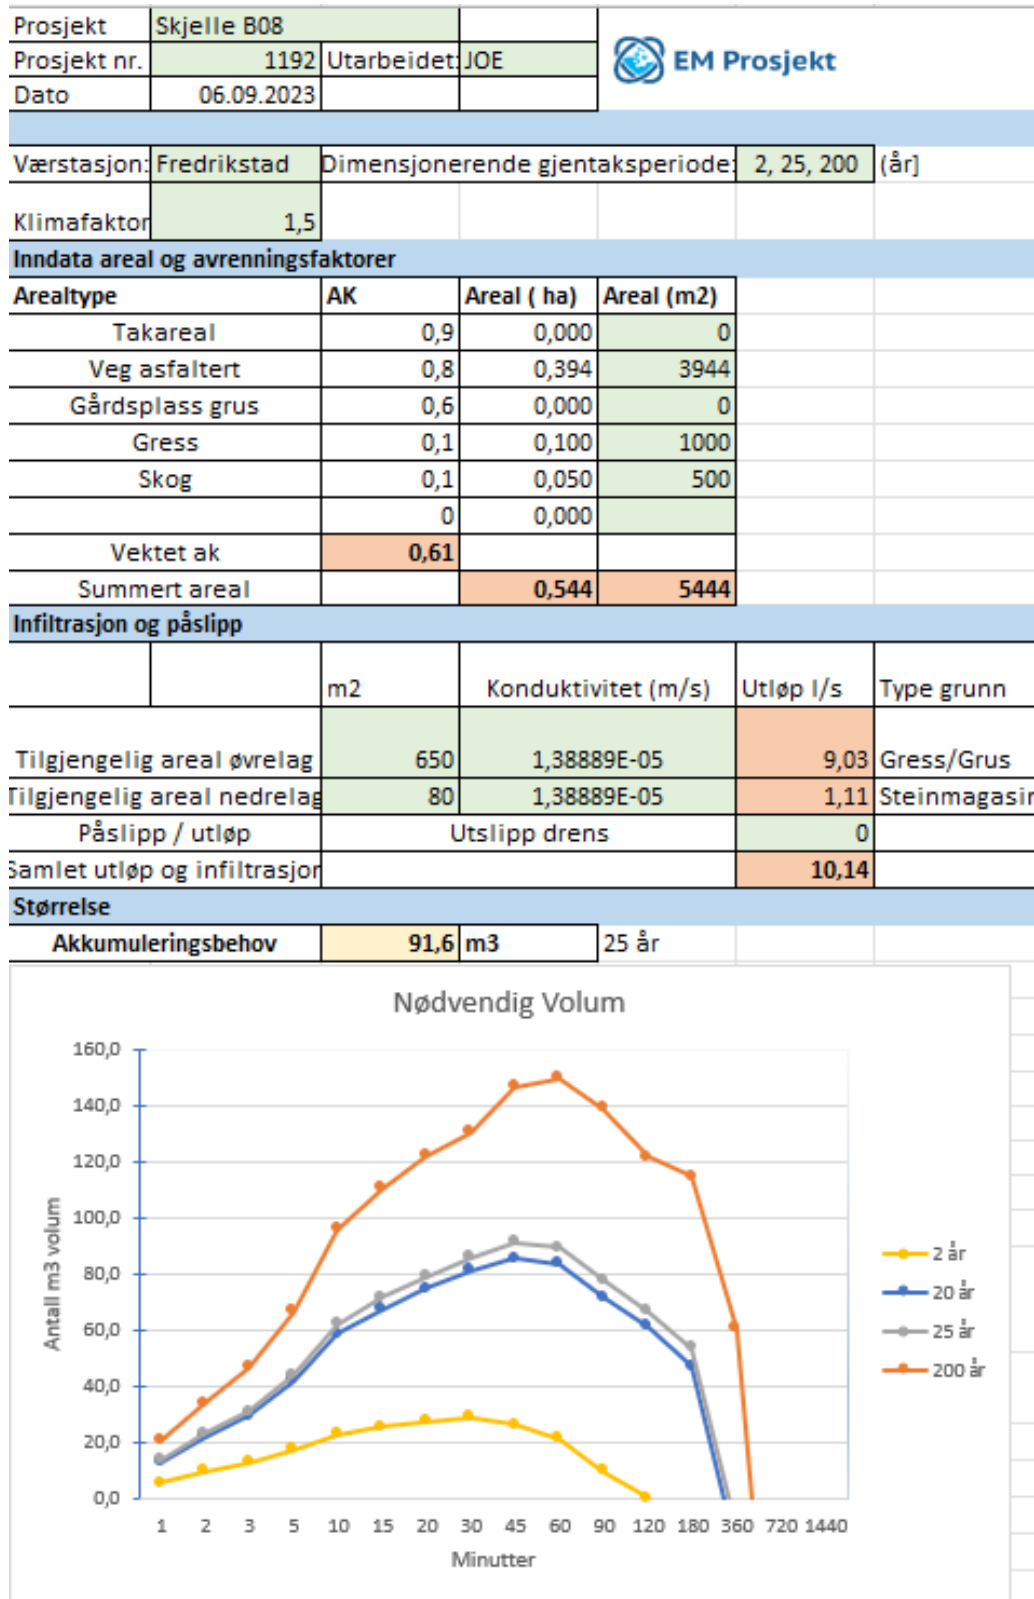 Prosjekt Skjelle B08
Prosjekt nr. 1192 Utarbeidet: JOE
EM Prosjekt
Dato 06.09.2023
Værstasjon: Fredrikstad Dimensjonerende gjentaksperiode: 2, 25, 200 (år]
Klimafaktor 1,5
Inndata areal og avrenningsfaktorer
Arealtype AK Areal ( ha) Areal (m2)
Takareal 0,9 0,000 0
Veg asfaltert 0,8 0,394 3944
Gårdsplass grus 0,6 0,000 0
Gress 0,1 0,100 1000
Skog 0,1 0,050 500
0 0,000
Vektet ak 0,61
Summert areal 0,544 5444
Infiltrasjon og påslipp
m2 Konduktivitet (m/s) Utløp l/s Type grunn
Tilgjengelig areal øvrelag 650 1,38889E-05 9,03 Gress/Grus
Tilgjengelig areal nedrelag 80 1,38889E-05 1,11 Steinmagasin
Påslipp / utløp Utslipp drens 0
Samlet utløp og infiltrasjor 10,14
Størrelse
Akkumuleringsbehov 91,6 m3 25 år
Nødvendig Volum
160,0
140,0
120,0
100,0
80,0
60,0
40,0
20,0
0,0
Antall m3 volum
1 2 3 5 10 15 20 30 45 60 90 120 180 360 720 1440
Minutter
2 år
20 år
25 år
200 år